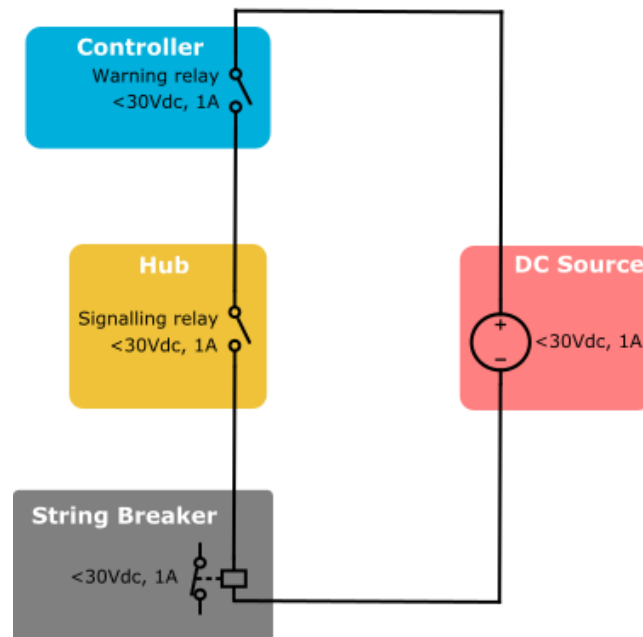 Controller
Warning relay
<30Vdc, 1A
Hub
Signalling relay
<30Vdc, 1A
DC Source
+
<30Vdc, 1A
−
String Breaker
<30Vdc, 1A